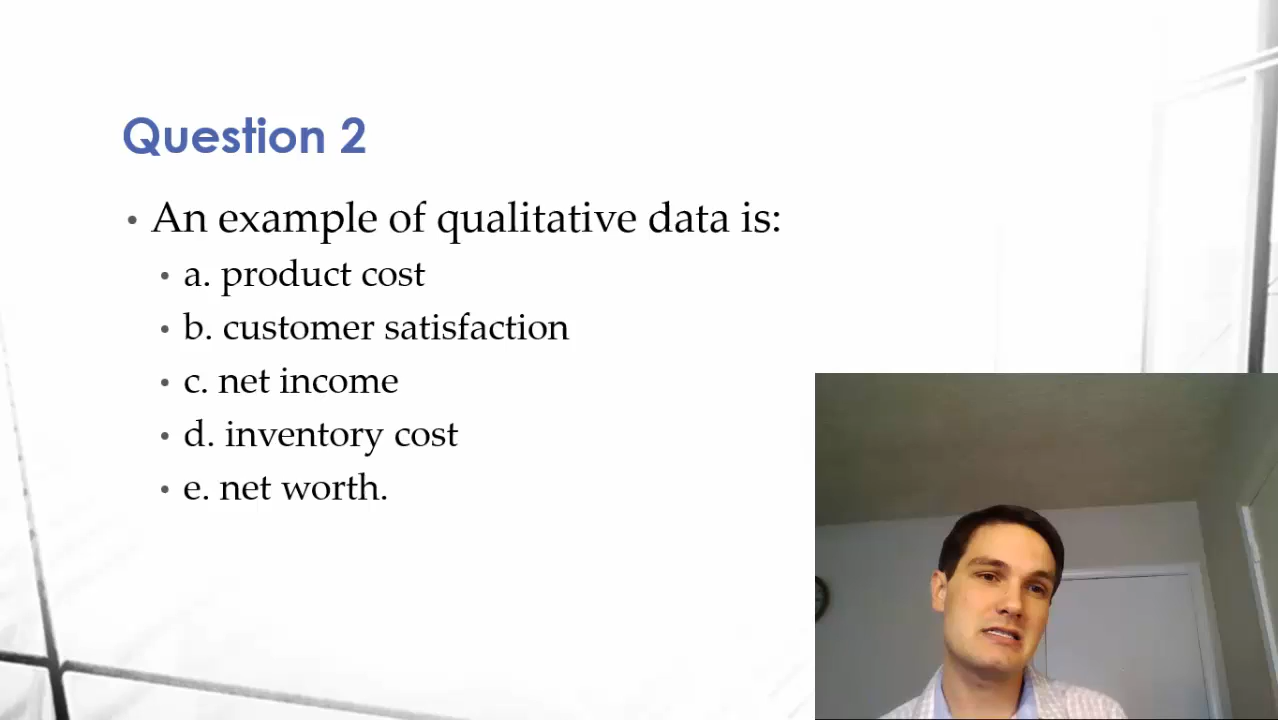 Question 2
• An example of qualitative data is:
• a. product cost
• b. customer satisfaction
• c. net income
• d. inventory cost
• e. net worth.